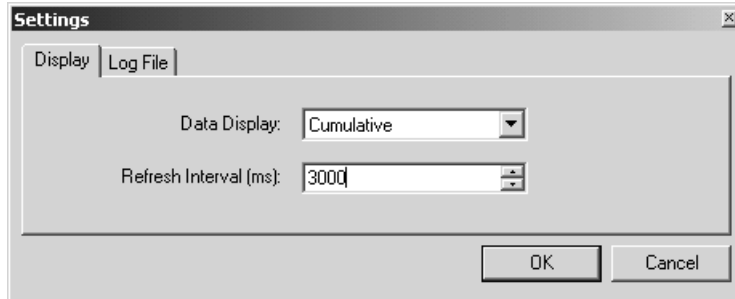 Settings
Display Log File
Data Display: Cumulative
Refresh Interval (ms): 3000
OK Cancel